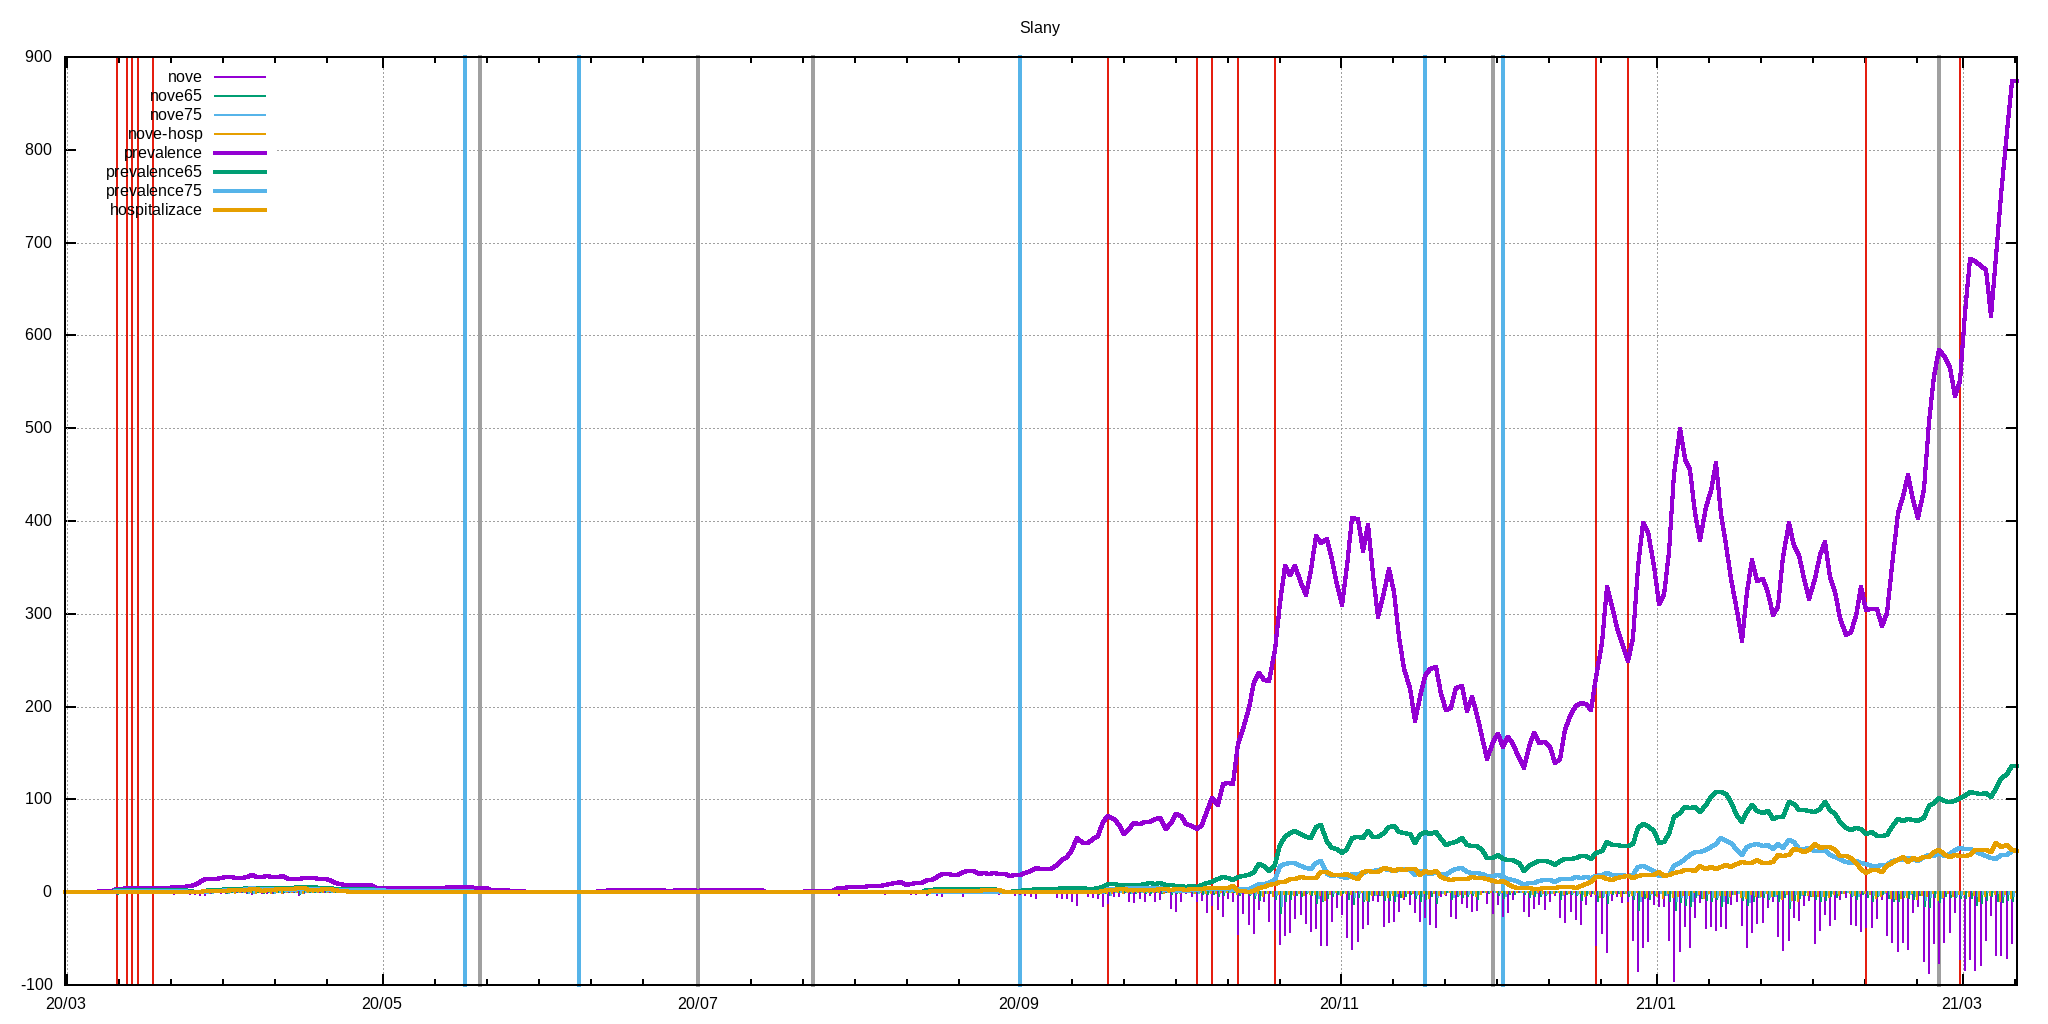 Slany
900
800
700
600
500
400
300
200
100
0
-100
nove
nove65
nove75
nove-hosp
prevalence
prevalence65
prevalence75
hospitalizace
20/03 20/05 20/07 20/09 20/11 21/01 21/03